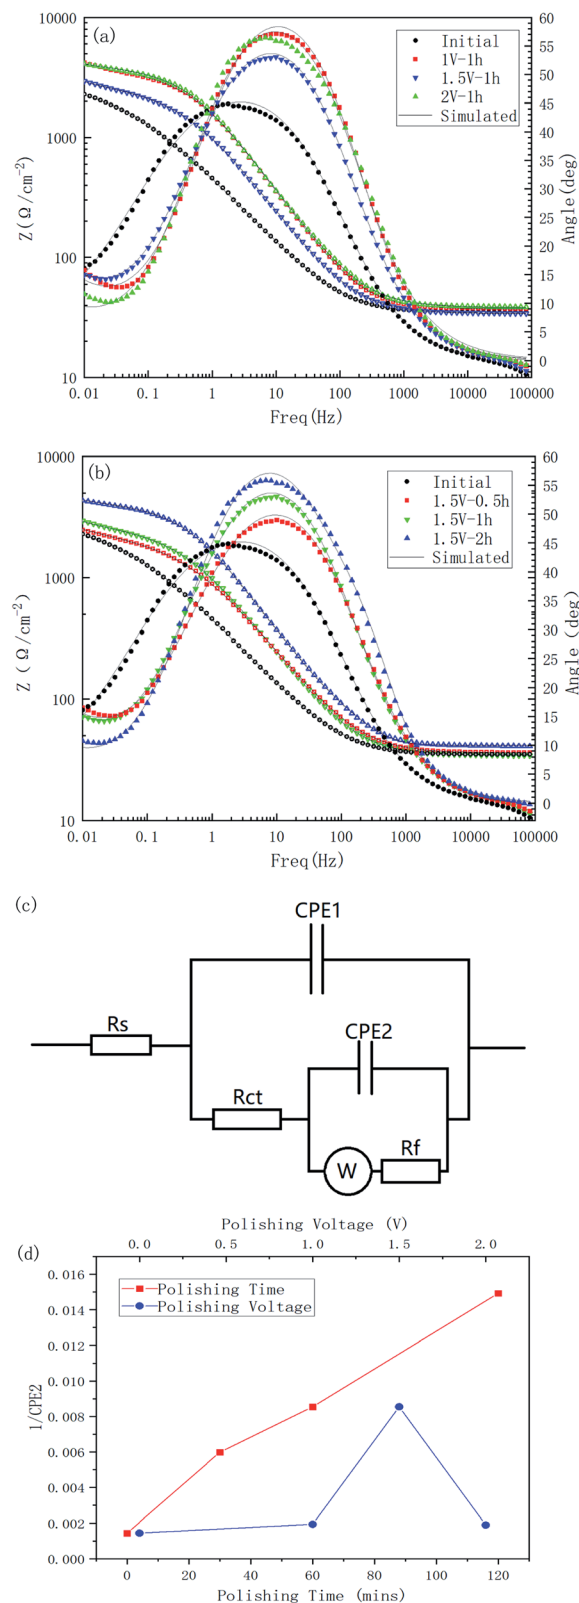 (a)
Initial
1V-1h
1.5V-1h
2V-1h
Simulated
Z(Ω/cm⁻²)
10000
1000
100
10
Angle(deg)
60
55
50
45
40
35
30
25
20
15
10
5
0
0.01 0.1 1 10 100 1000 10000 100000
Freq(Hz)
(b)
Initial
1.5V-0.5h
1.5V-1h
1.5V-2h
Simulated
Z (Ω/cm⁻²)
10000
1000
100
10
Angle (deg)
60
55
50
45
40
35
30
25
20
15
10
5
0
0.01 0.1 1 10 100 1000 10000 100000
Freq(Hz)
(c)
CPE1
Rs
CPE2
Rct
W
Rf
Polishing Voltage (V)
(d)
0.0 0.5 1.0 1.5 2.0
Polishing Time
Polishing Voltage
1/CPE2
0.016
0.014
0.012
0.010
0.008
0.006
0.004
0.002
0.000
0 20 40 60 80 100 120
Polishing Time (mins)